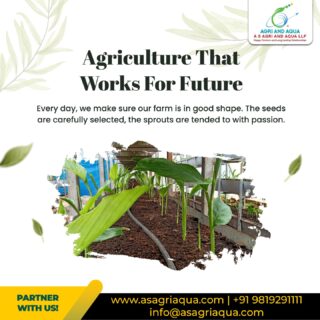 AGRI AND AQUA
A S AGRI AND AQUA LLP
Agriculture That
Works For Future
Every day, we make sure our farm is in good shape. The seeds
are carefully selected, the sprouts are tended to with passion.
PARTNER
WITH US!
www.asagriaqua.com | +91 9819291111
info@asagriaqua.com